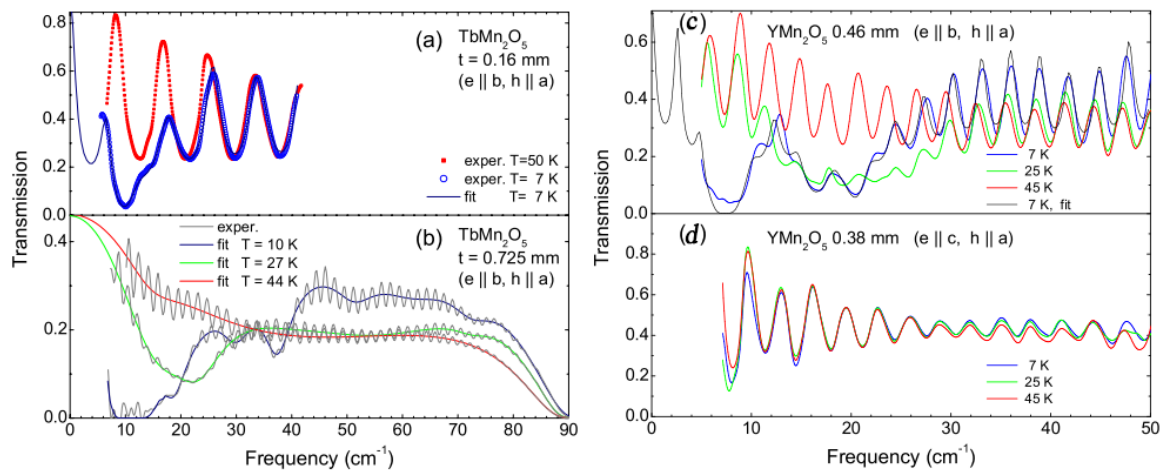 (a)
TbMn₂O₅
t = 0.16 mm
(e || b, h || a)
exper. T=50 K
exper. T= 7 K
fit T= 7 K
0.8
0.6
0.4
0.2
0.0
Transmission
(b)
TbMn₂O₅
t = 0.725 mm
(e || b, h || a)
exper.
fit T = 10 K
fit T = 27 K
fit T = 44 K
0.4
0.2
0.0
Transmission
0 10 20 30 40 50 60 70 80 90
Frequency (cm⁻¹)
(c) YMn₂O₅ 0.46 mm (e || b, h || a)
7 K
25 K
45 K
7 K, fit
0.6
0.4
0.2
0.0
Transmission
(d) YMn₂O₅ 0.38 mm (e || c, h || a)
7 K
25 K
45 K
0.8
0.6
0.4
0.2
0.0
Transmission
0 10 20 30 40 50
Frequency (cm⁻¹)